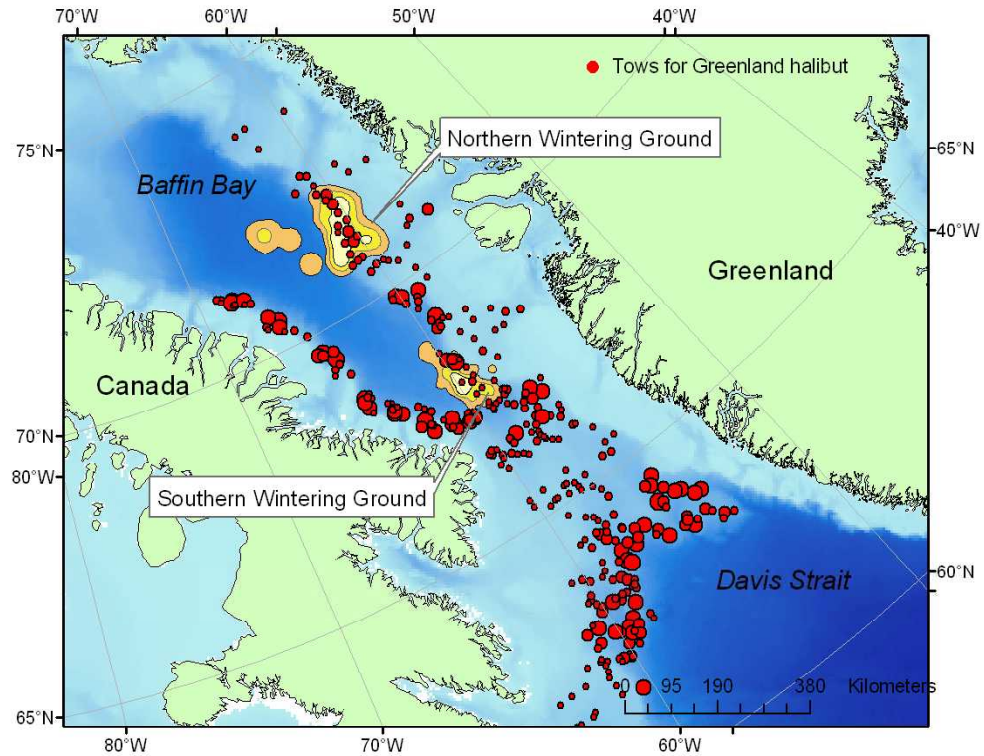 70°W 60°W 50°W 40°W
Tows for Greenland halibut
Northern Wintering Ground
75°N
65°N
Baffin Bay
40°W
Greenland
Canada
70°N
80°W
Southern Wintering Ground
Davis Strait
60°N
0 95 190 380 Kilometers
65°N
80°W 70°W 60°W